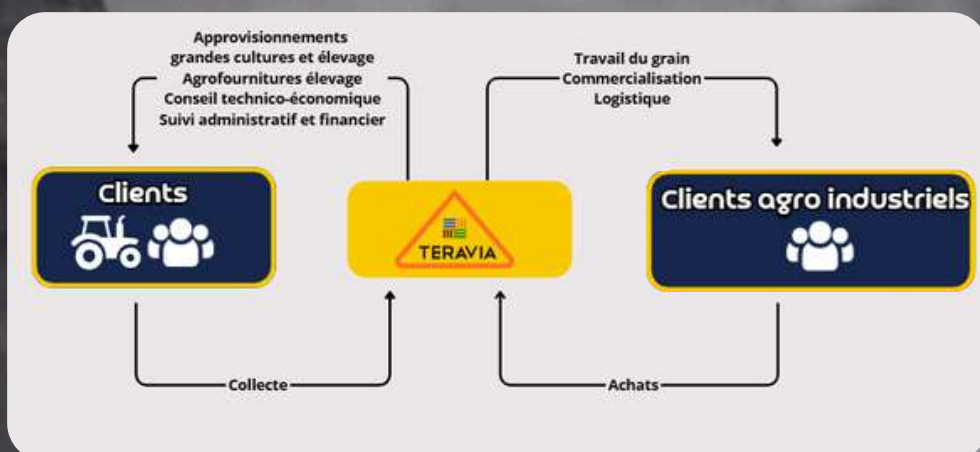 Approvisionnements
grandes cultures et élevage
Agrofournitures élevage
Conseil technico-économique
Suivi administratif et financier
Travail du grain
Commercialisation
Logistique
Clients
TERAVIA
Clients agro industriels
Collecte
Achats